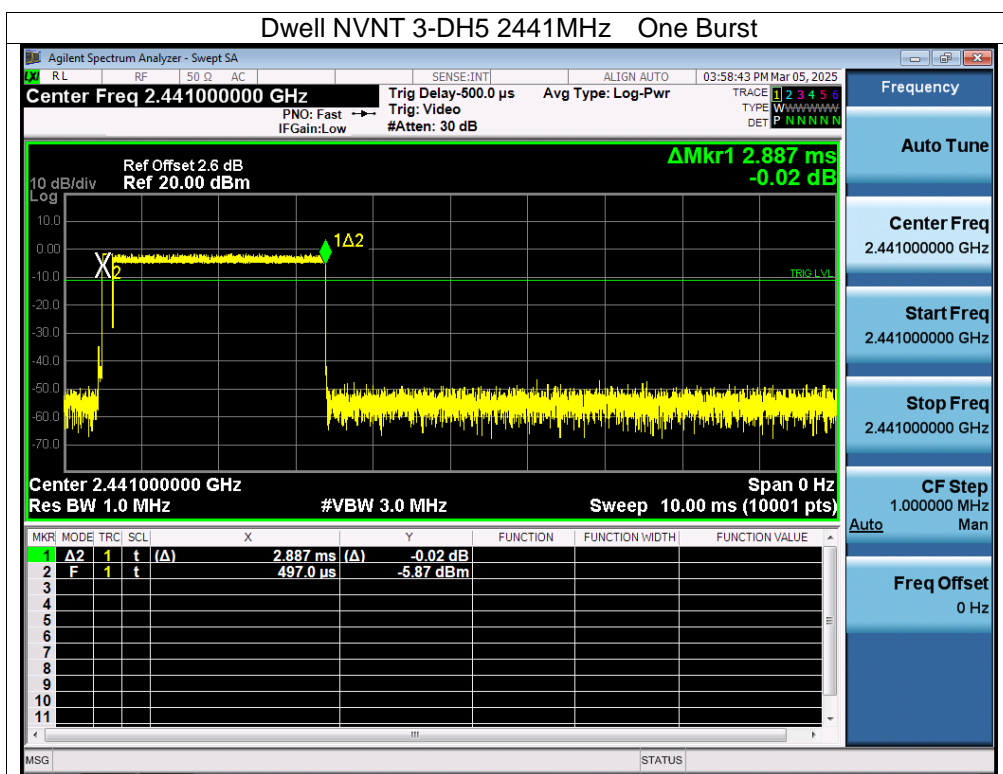 Dwell NVNT 3-DH5 2441MHz One Burst
Agilent Spectrum Analyzer - Swept SA
LXI RL RF 50 Ω AC SENSE:INT ALIGN AUTO 03:58:43 PM Mar 05, 2025
Center Freq 2.441000000 GHz Trig Delay-500.0 µs Avg Type: Log-Pwr TRACE 1 2 3 4 5 6
PNO: Fast Trig: Video TYPE WWWWWWW
IFGain:Low #Atten: 30 dB DET P N N N N N
Frequency
Auto Tune
Center Freq
2.441000000 GHz
Start Freq
2.441000000 GHz
Stop Freq
2.441000000 GHz
CF Step
1.000000 MHz
Auto Man
Freq Offset
0 Hz
ΔMkr1 2.887 ms
-0.02 dB
Ref Offset 2.6 dB
10 dB/div Ref 20.00 dBm
Log
10.0
0.00
-10.0
-20.0
-30.0
-40.0
-50.0
-60.0
-70.0
1Δ2
2
TRIG LVL
Center 2.441000000 GHz Span 0 Hz
Res BW 1.0 MHz #VBW 3.0 MHz Sweep 10.00 ms (10001 pts)
MKR MODE TRC SCL X Y FUNCTION FUNCTION WIDTH FUNCTION VALUE
1 Δ2 1 t (Δ) 2.887 ms (Δ) -0.02 dB
2 F 1 t 497.0 µs -5.87 dBm
3
4
5
6
7
8
9
10
11
MSG STATUS